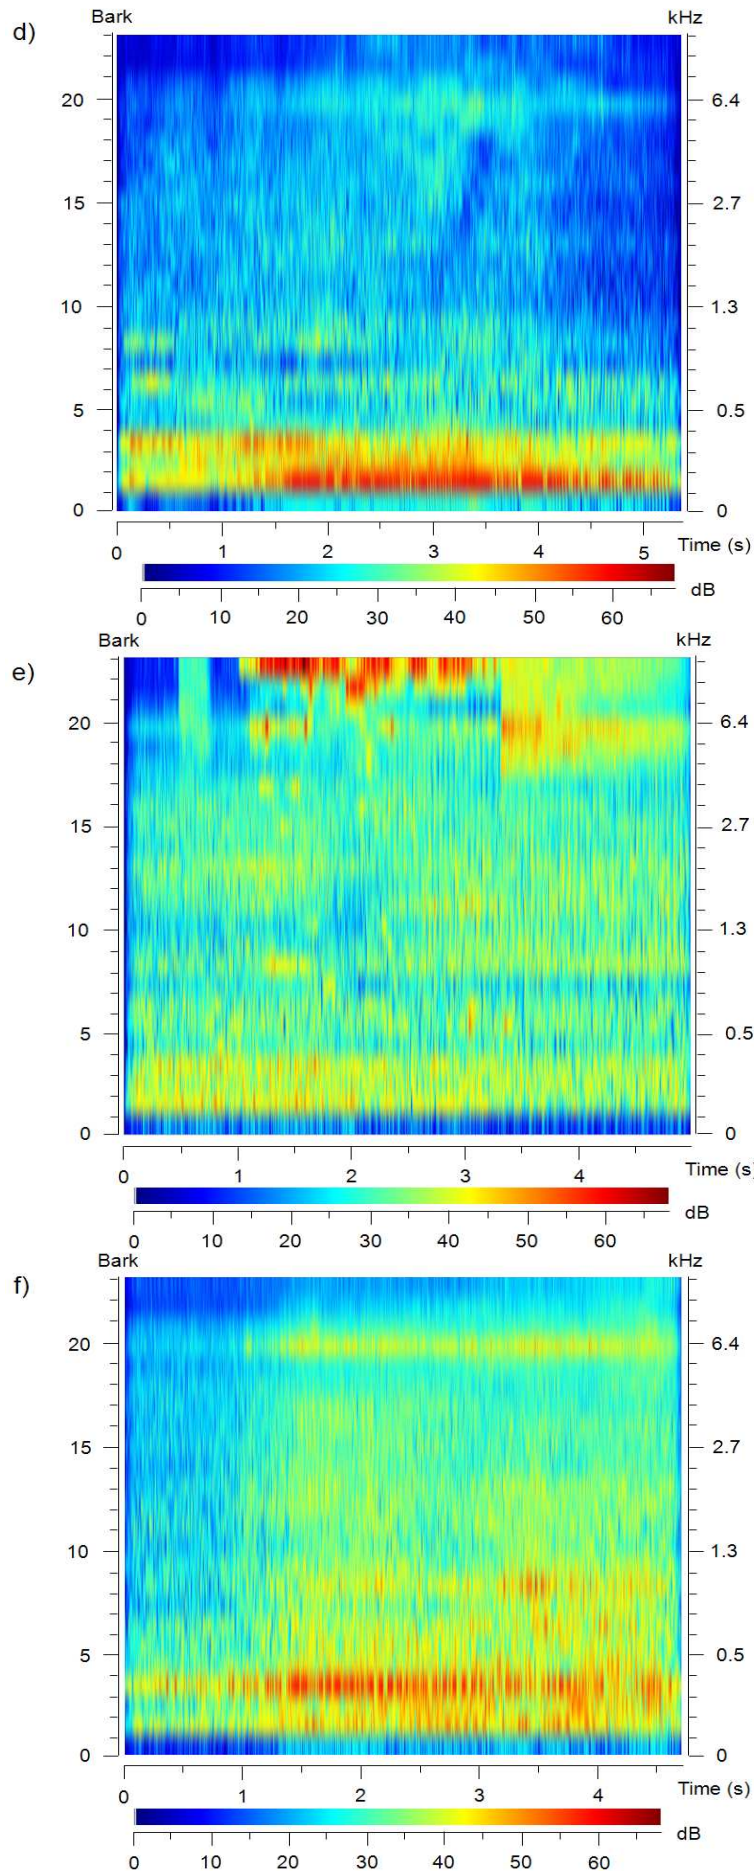 d)
Bark kHz
20 6.4
15 2.7
10 1.3
5 0.5
0 0
0 1 2 3 4 5 Time (s)
0 10 20 30 40 50 60 dB
e)
Bark kHz
20 6.4
15 2.7
10 1.3
5 0.5
0 0
0 1 2 3 4 Time (s)
0 10 20 30 40 50 60 dB
f)
Bark kHz
20 6.4
15 2.7
10 1.3
5 0.5
0 0
0 1 2 3 4 Time (s)
0 10 20 30 40 50 60 dB